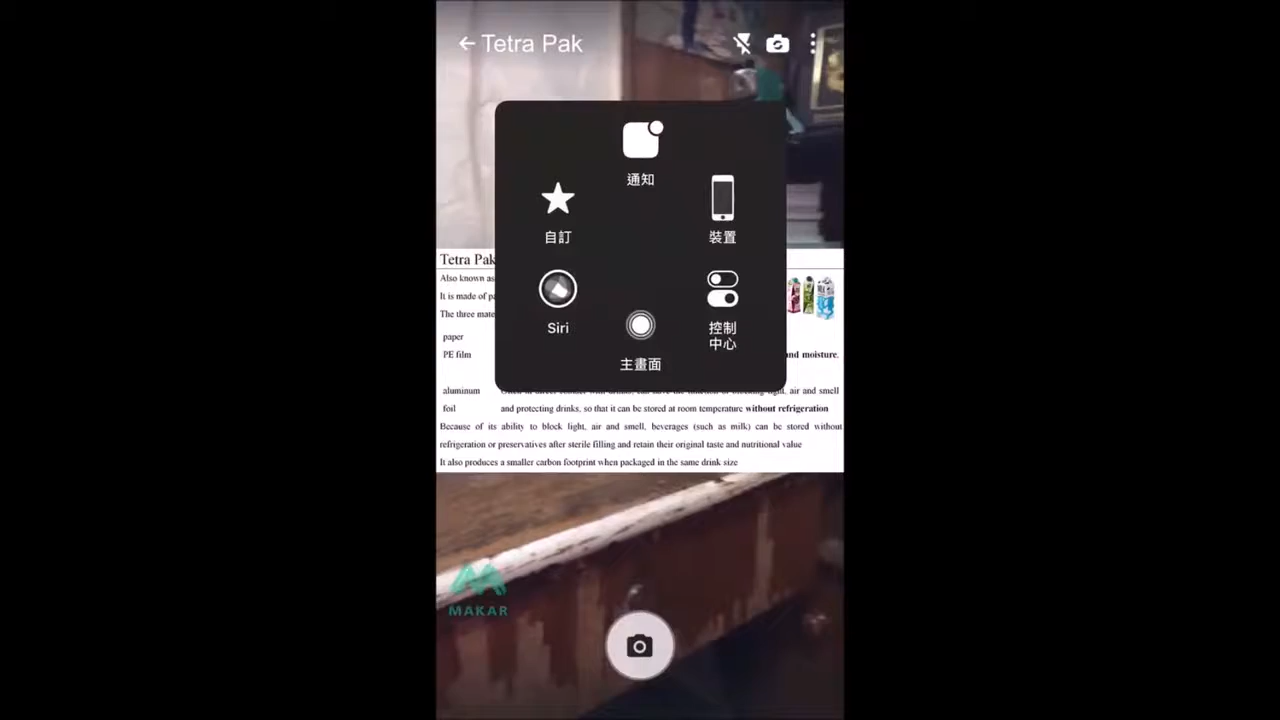 Tetra Pak
通知
自訂
裝置
Siri
控制
中心
主畫面
Tetra Pak
Also known as
It is made of
The three
paper
PE film
and moisture.
aluminum
air and smell
foil
and protecting drinks, so that it can be stored at room temperature without refrigeration
Because of its ability to block light, air and smell, beverages (such as milk) can be stored without
refrigeration or preservatives after sterile filling and retain their original taste and nutritional value
It also produces a smaller carbon footprint when packaged in the same drink size
MAKAR